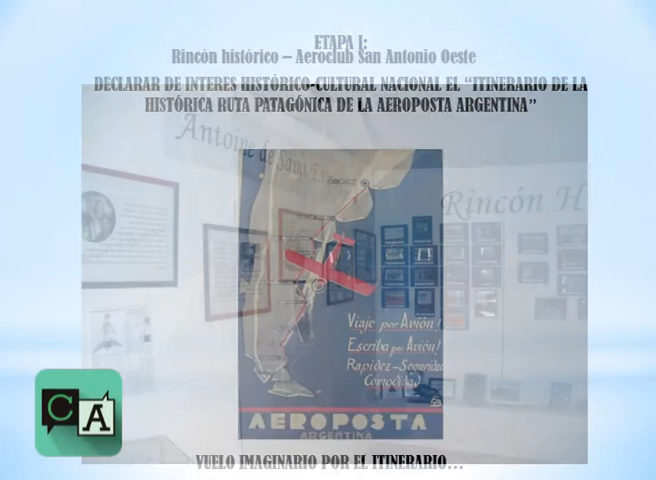 ETAPA I:
Rincón histórico – Aeroclub San Antonio Oeste
DECLARAR DE INTERES HISTÓRICO-CULTURAL NACIONAL EL “ITINERARIO DE LA
HISTÓRICA RUTA PATAGÓNICA DE LA AEROPOSTA ARGENTINA”
Antoine de Saint
Rincón H
Viaje por Avión!
Escriba por Avión!
Rapidez-Seguridad
Comodidad
AEROPOSTA
ARGENTINA
CA
VUELO IMAGINARIO POR EL ITINERARIO...